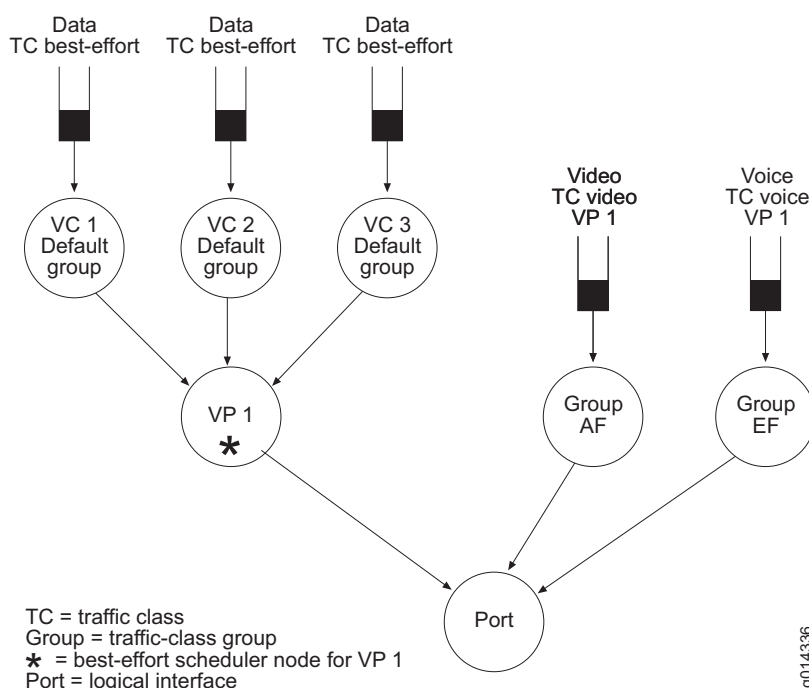 Data
TC best-effort
Data
TC best-effort
Data
TC best-effort
Video
TC video
VP 1
Voice
TC voice
VP 1
VC 1
Default
group
VC 2
Default
group
VC 3
Default
group
VP 1
*
Group
AF
Group
EF
Port
TC = traffic class
Group = traffic-class group
* = best-effort scheduler node for VP 1
Port = logical interface
g014336